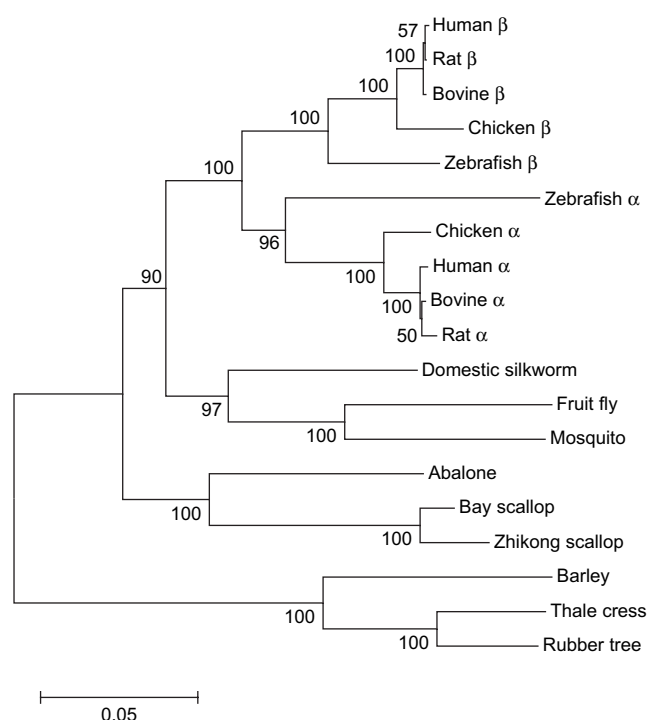 57
Human β
100
Rat β
100
Bovine β
100
Chicken β
100
Zebrafish β
Zebrafish α
96
Chicken α
100
Human α
90
100
Bovine α
50
Rat α
Domestic silkworm
97
Fruit fly
100
Mosquito
Abalone
100
Bay scallop
100
Zhikong scallop
Barley
100
Thale cress
100
Rubber tree
0.05